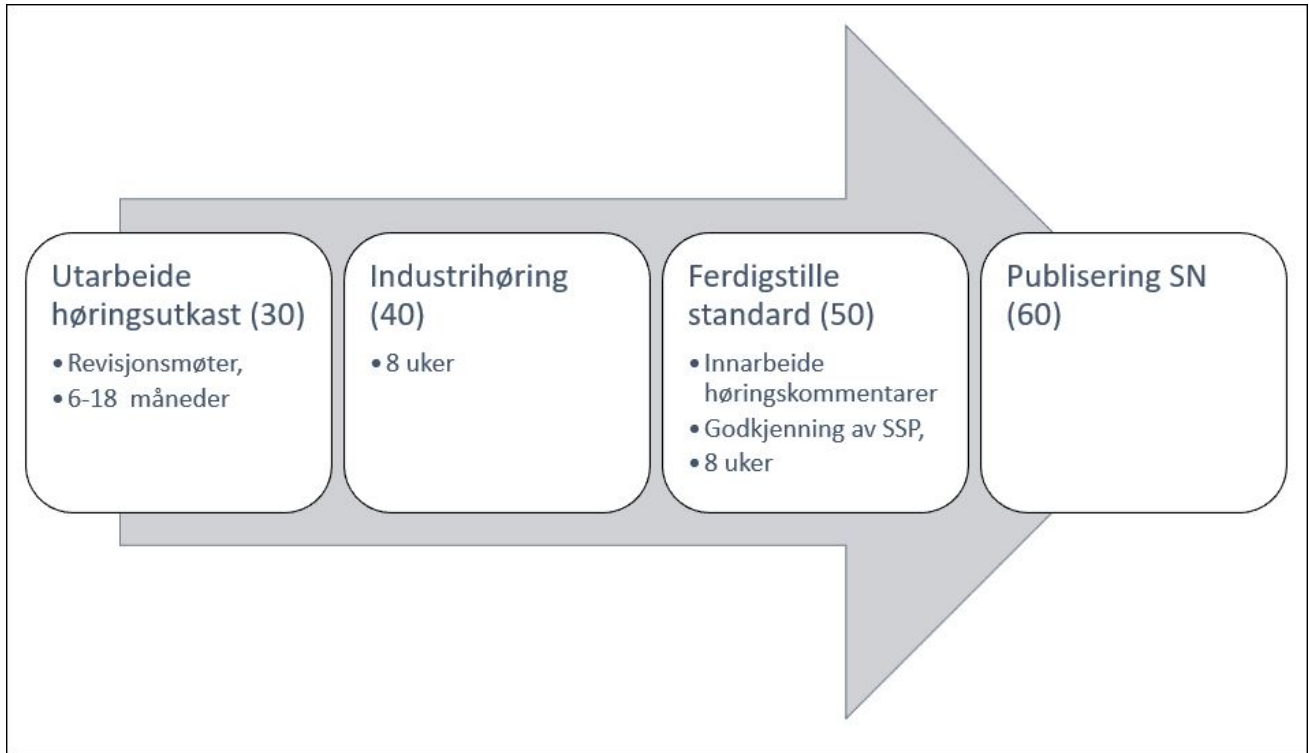 Utarbeide
høringsutkast (30)
• Revisjonsmøter,
• 6-18 måneder
Industrihøring
(40)
• 8 uker
Ferdigstille
standard (50)
• Innarbeide
høringskommentarer
• Godkjenning av SSP,
• 8 uker
Publisering SN
(60)